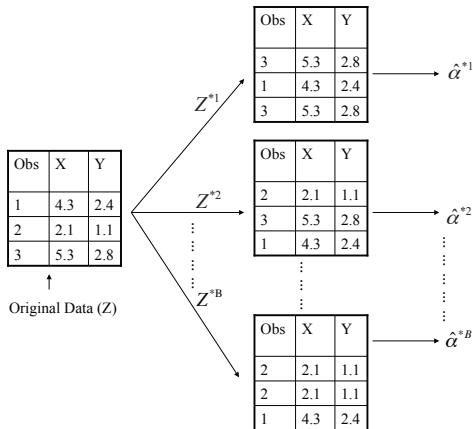 Obs X Y
1 4.3 2.4
2 2.1 1.1
3 5.3 2.8
Original Data (Z)
Z*1
Obs X Y
3 5.3 2.8
1 4.3 2.4
3 5.3 2.8
α̂*1
Z*2
Obs X Y
2 2.1 1.1
3 5.3 2.8
1 4.3 2.4
α̂*2
Z*B
Obs X Y
2 2.1 1.1
2 2.1 1.1
1 4.3 2.4
α̂*B